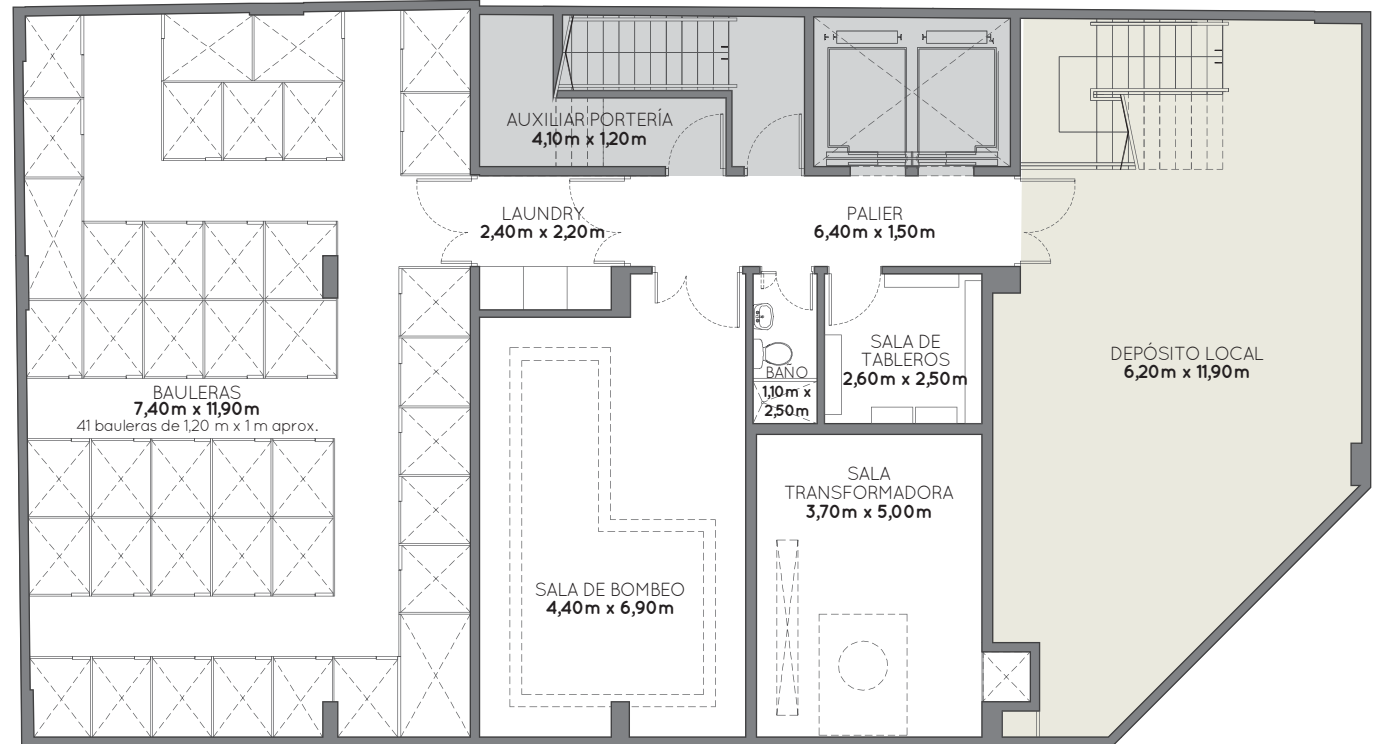 AUXILIAR PORTERÍA
4,10m x 1,20m
LAUNDRY
2,40m x 2,20m
PALIER
6,40m x 1,50m
SALA DE
TABLEROS
2,60m x 2,50m
BAÑO
1,10m x
2,50m
DEPÓSITO LOCAL
6,20m x 11,90m
BAULERAS
7,40m x 11,90m
41 bauleras de 1,20 m x 1 m aprox.
SALA
TRANSFORMADORA
3,70m x 5,00m
SALA DE BOMBEO
4,40m x 6,90m